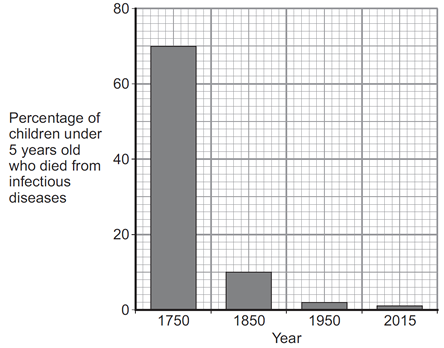 80
60
40
20
0
Percentage of
children under
5 years old
who died from
infectious
diseases
1750 1850 1950 2015
Year